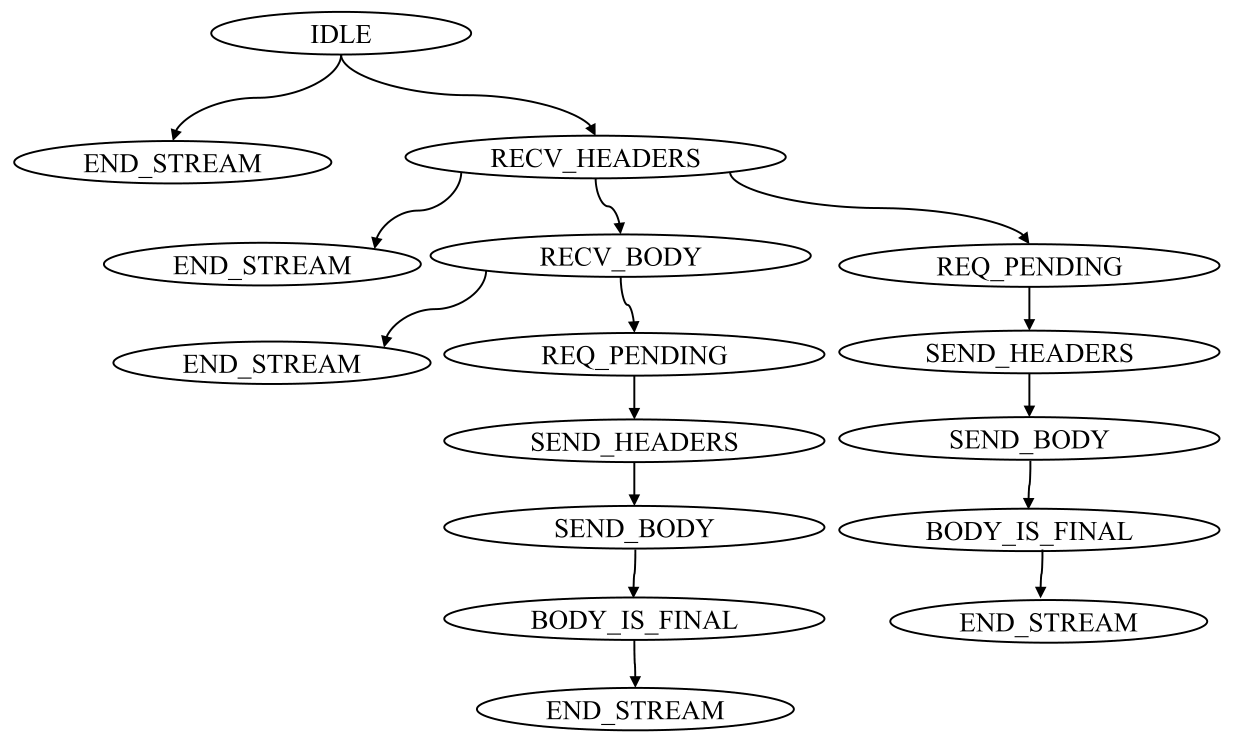 IDLE
END_STREAM
RECV_HEADERS
END_STREAM
RECV_BODY
REQ_PENDING
END_STREAM
REQ_PENDING
SEND_HEADERS
SEND_HEADERS
SEND_BODY
SEND_BODY
BODY_IS_FINAL
BODY_IS_FINAL
END_STREAM
END_STREAM